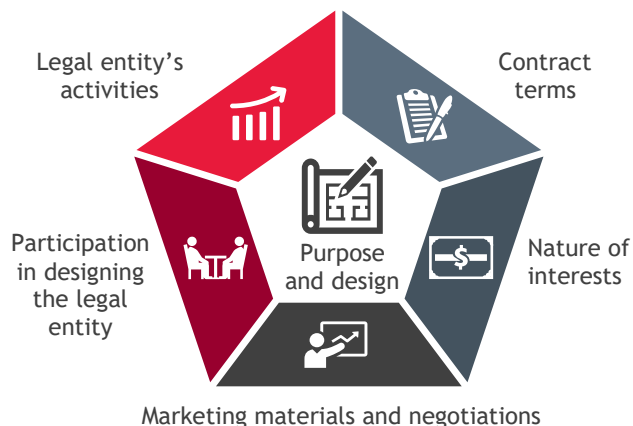 Legal entity's
activities
Contract
terms
Purpose
and design
Participation
in designing
the legal
entity
$
Nature of
interests
Marketing materials and negotiations